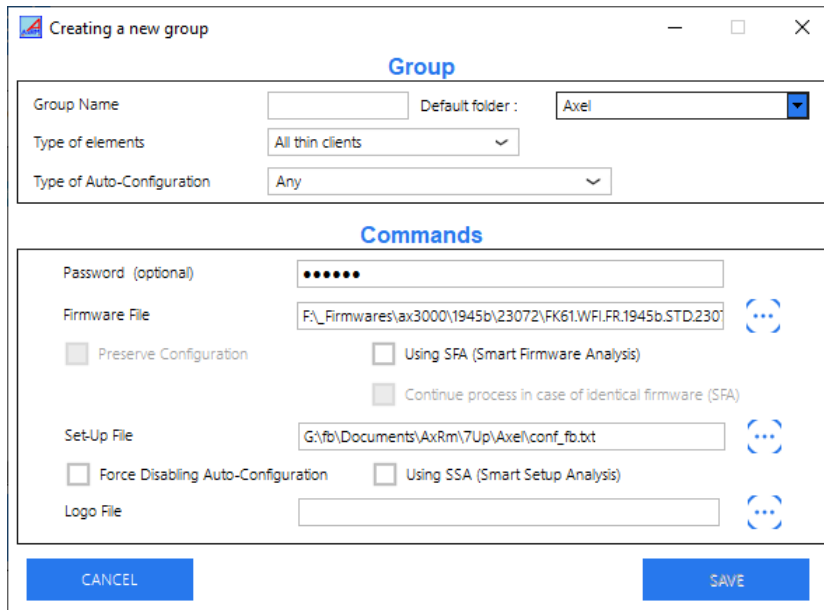 Creating a new group
Group
Group Name Default folder : Axel
Type of elements All thin clients
Type of Auto-Configuration Any
Commands
Password (optional) ••••••
Firmware File F:\_Firmwares\ax3000\1945b\23072\FK61.WFI.FR.1945b.STD.2307
Preserve Configuration Using SFA (Smart Firmware Analysis)
Continue process in case of identical firmware (SFA)
Set-Up File G:\fb\Documents\AxRm\7Up\Axel\conf_fb.txt
Force Disabling Auto-Configuration Using SSA (Smart Setup Analysis)
Logo File
CANCEL SAVE